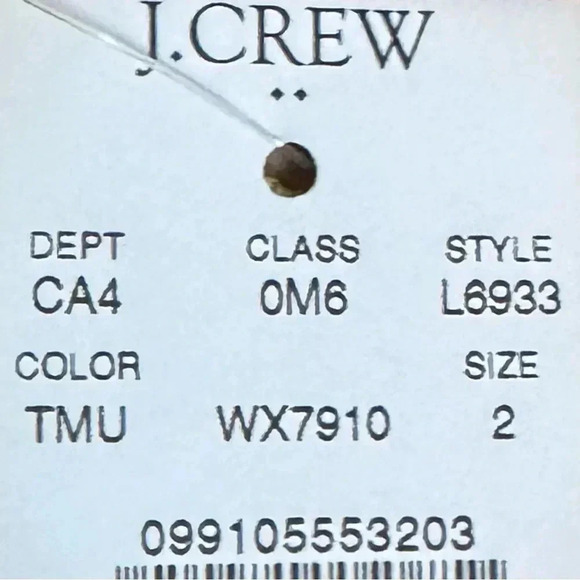 J.CREW
DEPT CLASS STYLE
CA4 0M6 L6933
COLOR SIZE
TMU WX7910 2
099105553203